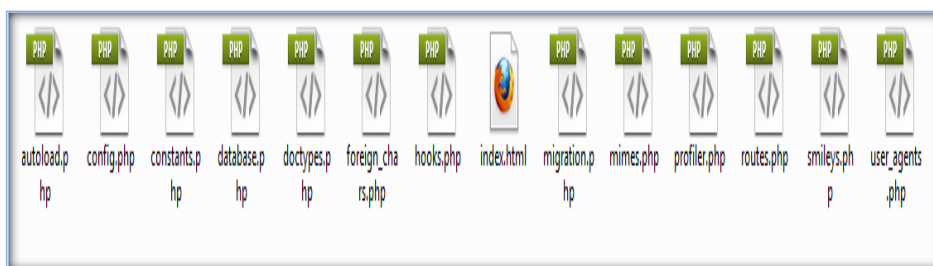 PHP PHP PHP PHP PHP PHP PHP PHP PHP PHP PHP PHP PHP
autoload.p config.php constants.p database.p doctypes.p foreign_cha hooks.php index.html migration.p mimes.php profiler.php routes.php smileys.ph user_agents
hp hp hp hp rs.php hp p .php